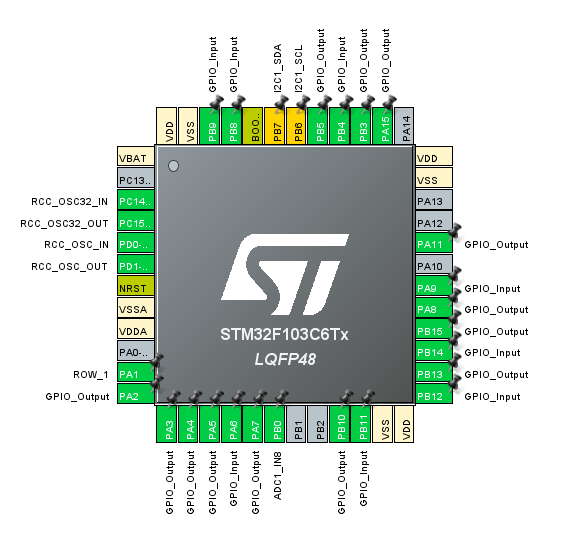 GPIO_Input
GPIO_Input
I2C1_SDA
I2C1_SCL
GPIO_Output
GPIO_Input
GPIO_Output
GPIO_Output
VDD
VSS
PB9
PB8
BOO..
PB7
PB6
PB5
PB4
PB3
PA15
PA14
VBAT
PC13..
RCC_OSC32_IN PC14..
RCC_OSC32_OUT PC15..
RCC_OSC_IN PD0-..
RCC_OSC_OUT PD1-..
NRST
VSSA
VDDA
PA0-..
ROW_1 PA1
GPIO_Output PA2
VDD
VSS
PA13
PA12
PA11 GPIO_Output
PA10
PA9 GPIO_Input
PA8 GPIO_Output
PB15 GPIO_Output
PB14 GPIO_Input
PB13 GPIO_Output
PB12 GPIO_Input
ST
STM32F103C6Tx
LQFP48
PA3
PA4
PA5
PA6
PA7
PB0
PB1
PB2
PB10
PB11
VSS
VDD
GPIO_Output
GPIO_Output
GPIO_Output
GPIO_Input
GPIO_Output
ADC1_IN8
GPIO_Output
GPIO_Input